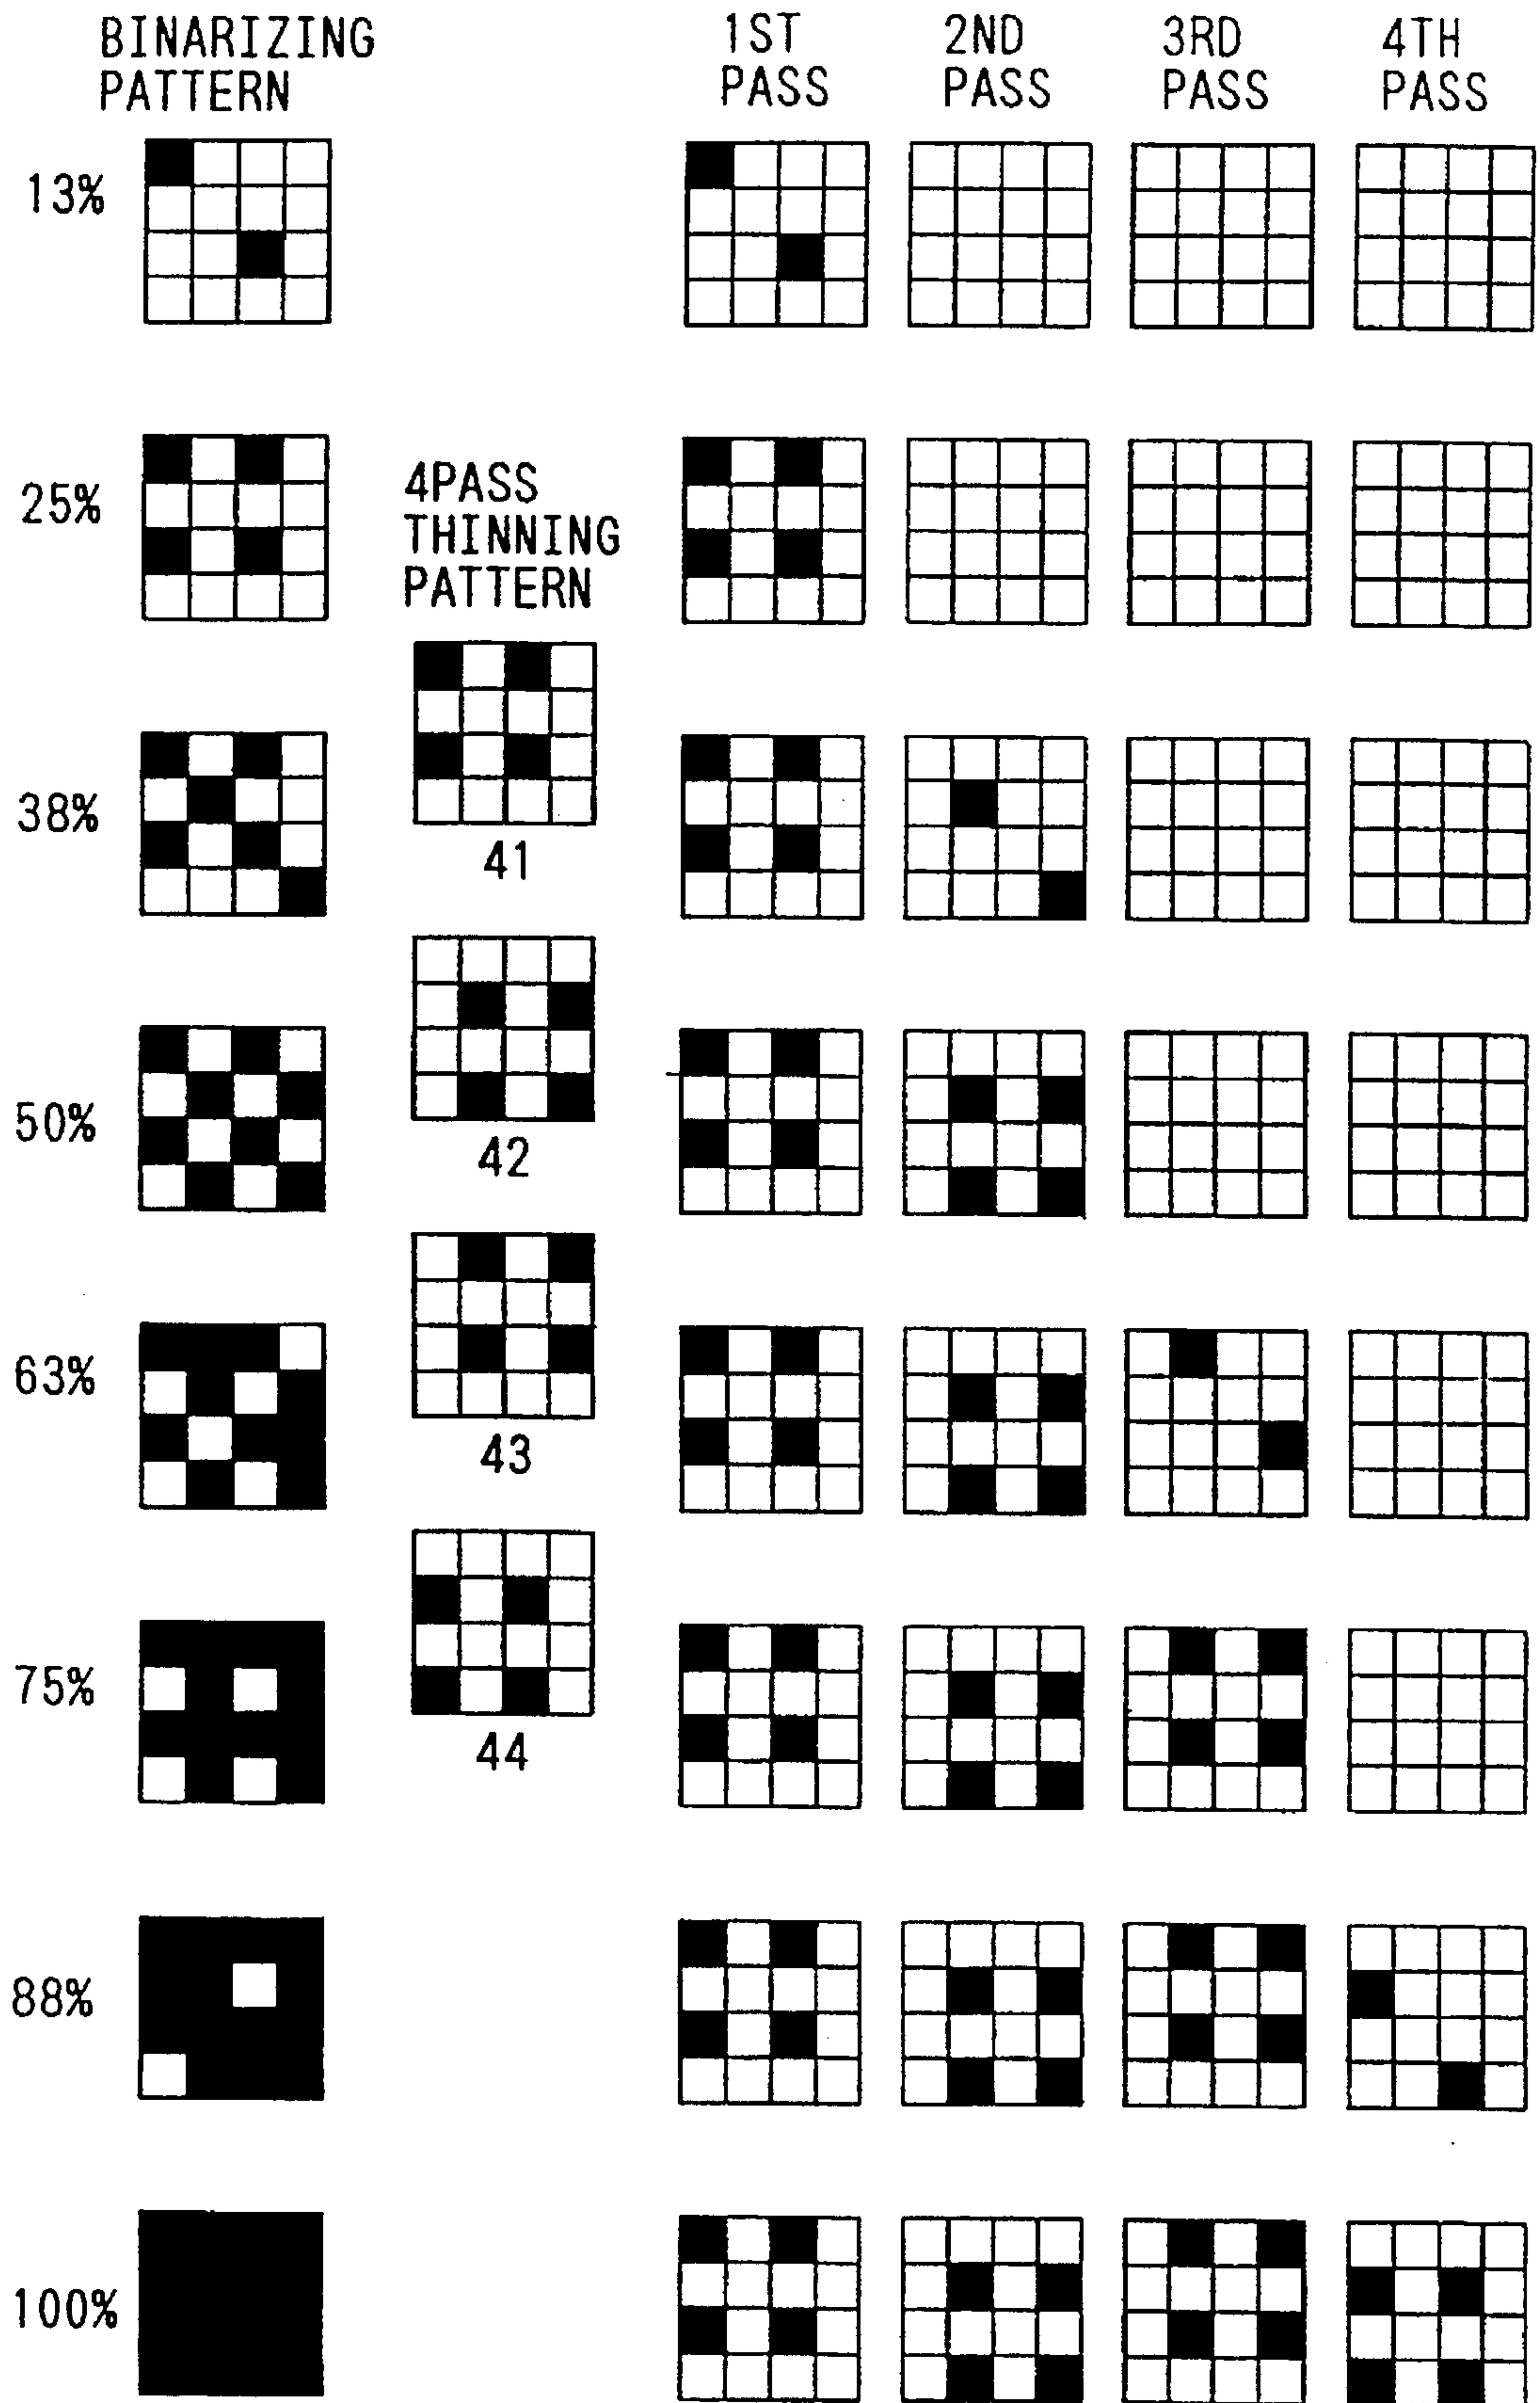 BINARIZING
PATTERN
1ST
PASS
2ND
PASS
3RD
PASS
4TH
PASS
13%
25%
4PASS
THINNING
PATTERN
38%
41
50%
42
63%
43
75%
44
88%
100%